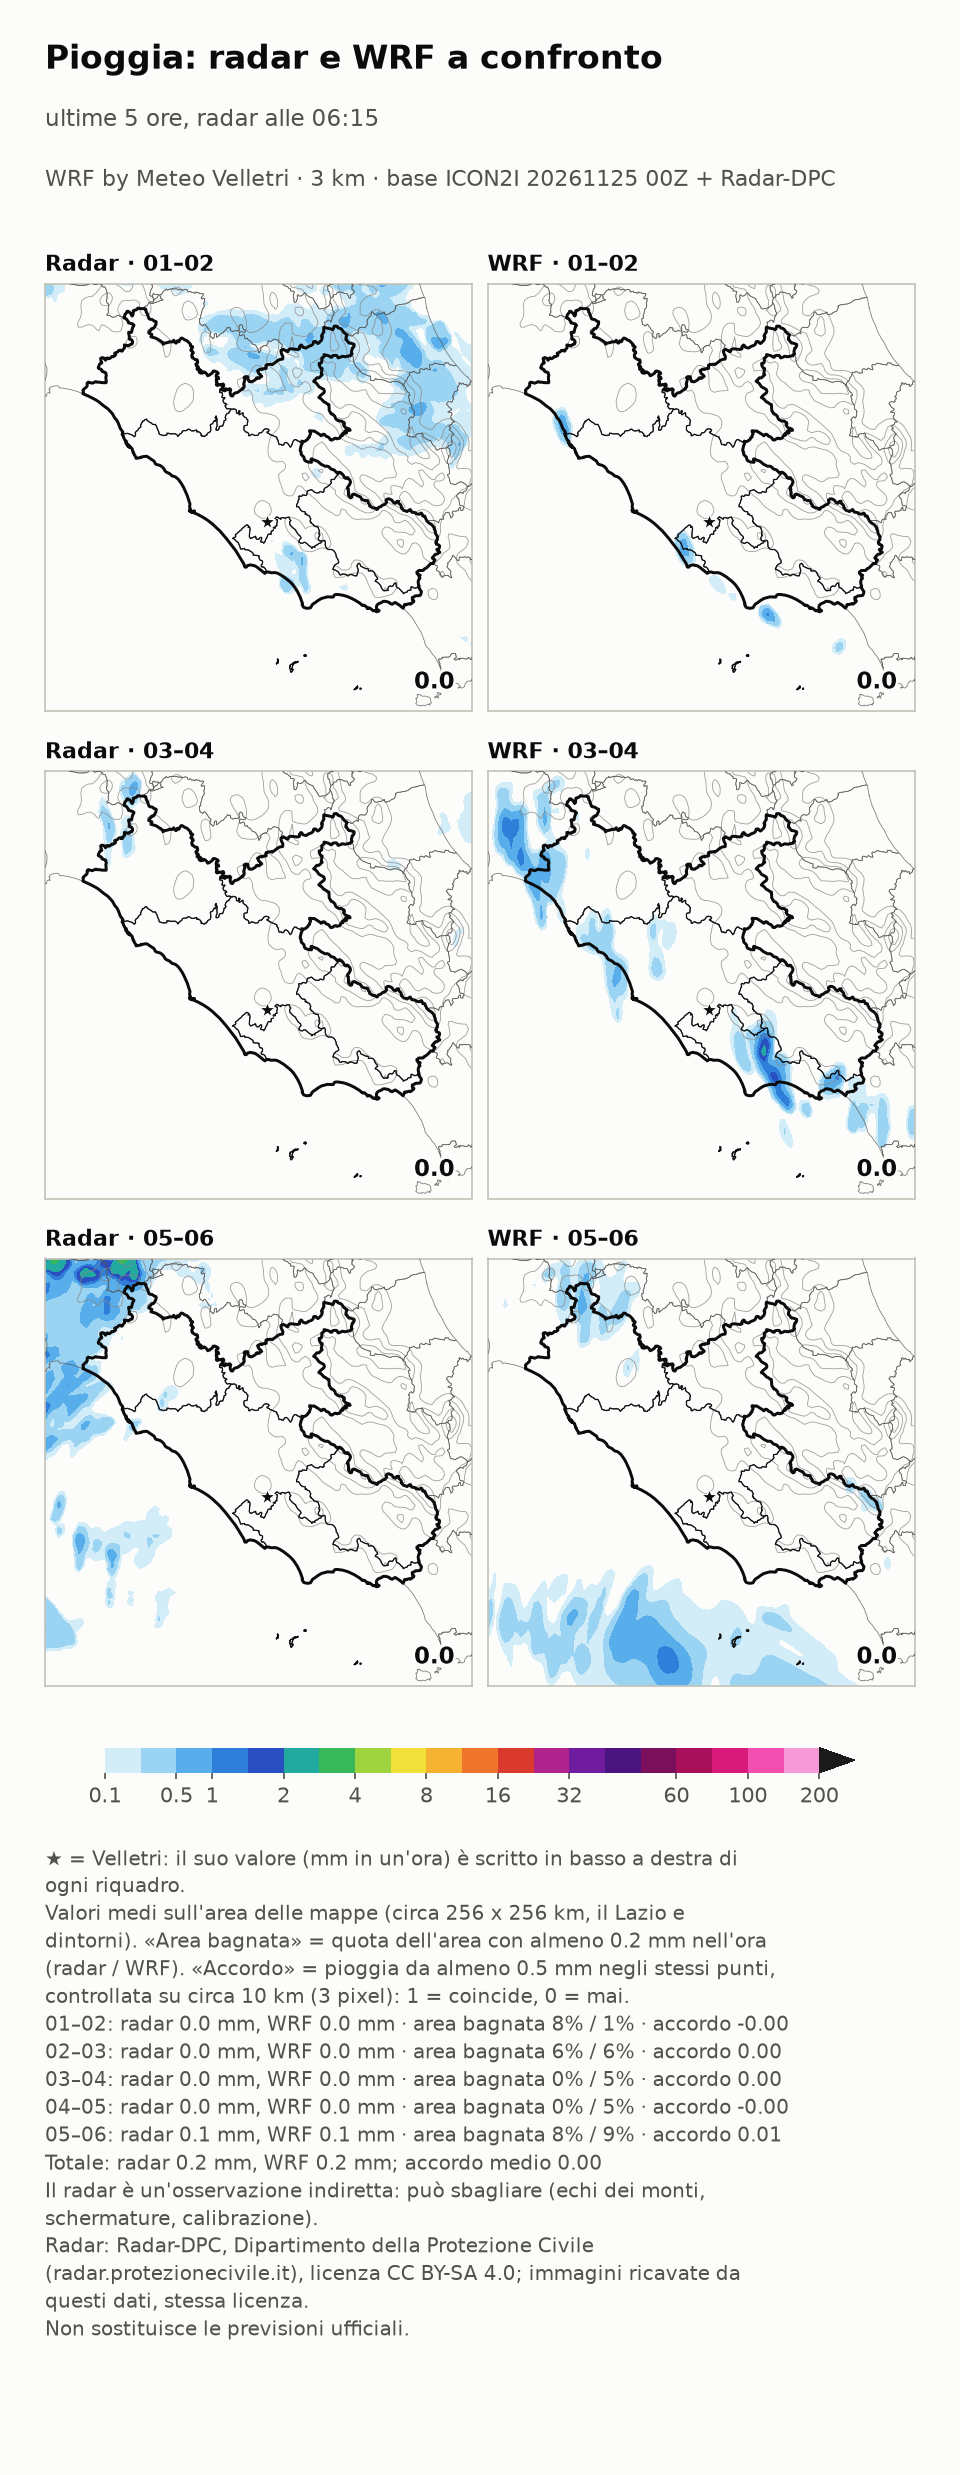 Pioggia: radar e WRF a confronto
ultime 5 ore, radar alle 06:15
WRF by Meteo Velletri · 3 km · base ICON2I 20261125 00Z + Radar-DPC
Radar · 01–02
WRF · 01–02
0.0
0.0
Radar · 03–04
WRF · 03–04
0.0
0.0
Radar · 05–06
WRF · 05–06
0.0
0.0
0.1 0.5 1 2 4 8 16 32 60 100 200
★ = Velletri: il suo valore (mm in un'ora) è scritto in basso a destra di
ogni riquadro.
Valori medi sull'area delle mappe (circa 256 x 256 km, il Lazio e
dintorni). «Area bagnata» = quota dell'area con almeno 0.2 mm nell'ora
(radar / WRF). «Accordo» = pioggia da almeno 0.5 mm negli stessi punti,
controllata su circa 10 km (3 pixel): 1 = coincide, 0 = mai.
01–02: radar 0.0 mm, WRF 0.0 mm · area bagnata 8% / 1% · accordo -0.00
02–03: radar 0.0 mm, WRF 0.0 mm · area bagnata 6% / 6% · accordo 0.00
03–04: radar 0.0 mm, WRF 0.0 mm · area bagnata 0% / 5% · accordo 0.00
04–05: radar 0.0 mm, WRF 0.0 mm · area bagnata 0% / 5% · accordo -0.00
05–06: radar 0.1 mm, WRF 0.1 mm · area bagnata 8% / 9% · accordo 0.01
Totale: radar 0.2 mm, WRF 0.2 mm; accordo medio 0.00
Il radar è un'osservazione indiretta: può sbagliare (echi dei monti,
schermature, calibrazione).
Radar: Radar-DPC, Dipartimento della Protezione Civile
(radar.protezionecivile.it), licenza CC BY-SA 4.0; immagini ricavate da
questi dati, stessa licenza.
Non sostituisce le previsioni ufficiali.